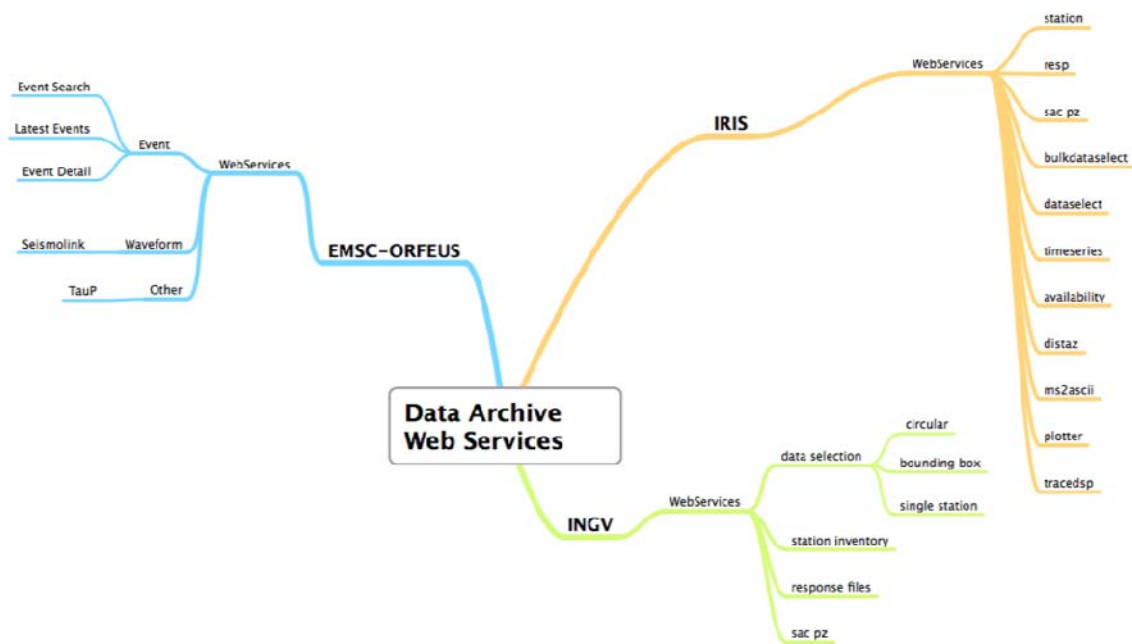 Data Archive
Web Services
EMSC-ORFEUS
WebServices
Event
Event Search
Latest Events
Event Detail
Waveform
Seismolink
Other
TauP
IRIS
WebServices
station
resp
sac pz
bulkdataselect
dataselect
timeseries
availability
distaz
ms2ascii
plotter
tracedsp
INGV
WebServices
data selection
circular
bounding box
single station
station inventory
response files
sac pz